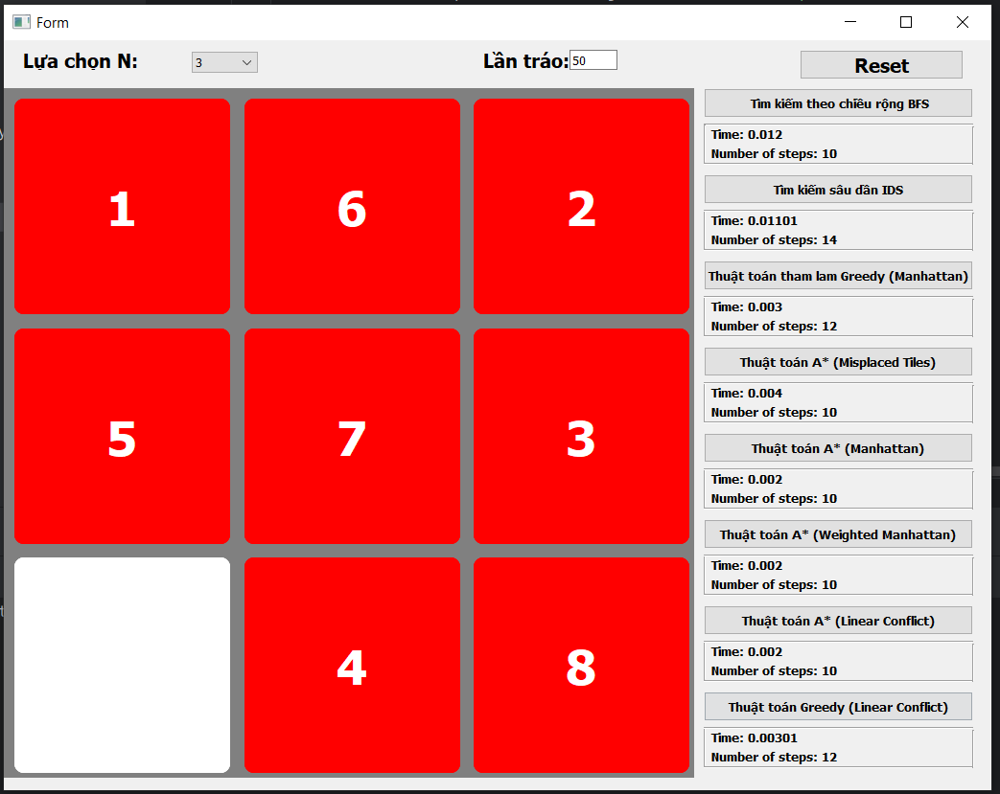 Form
Lựa chọn N:
3
Lần tráo:
50
Reset
1 6 2
5 7 3
4 8
Tìm kiếm theo chiều rộng BFS
Time: 0.012
Number of steps: 10
Tìm kiếm sâu dần IDS
Time: 0.01101
Number of steps: 14
Thuật toán tham lam Greedy (Manhattan)
Time: 0.003
Number of steps: 12
Thuật toán A* (Misplaced Tiles)
Time: 0.004
Number of steps: 10
Thuật toán A* (Manhattan)
Time: 0.002
Number of steps: 10
Thuật toán A* (Weighted Manhattan)
Time: 0.002
Number of steps: 10
Thuật toán A* (Linear Conflict)
Time: 0.002
Number of steps: 10
Thuật toán Greedy (Linear Conflict)
Time: 0.00301
Number of steps: 12